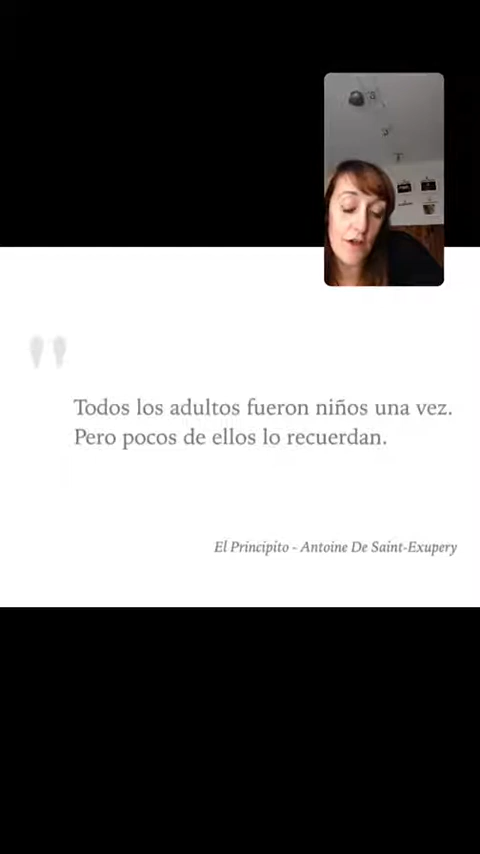 "
Todos los adultos fueron niños una vez.
Pero pocos de ellos lo recuerdan.
El Principito - Antoine De Saint-Exupery